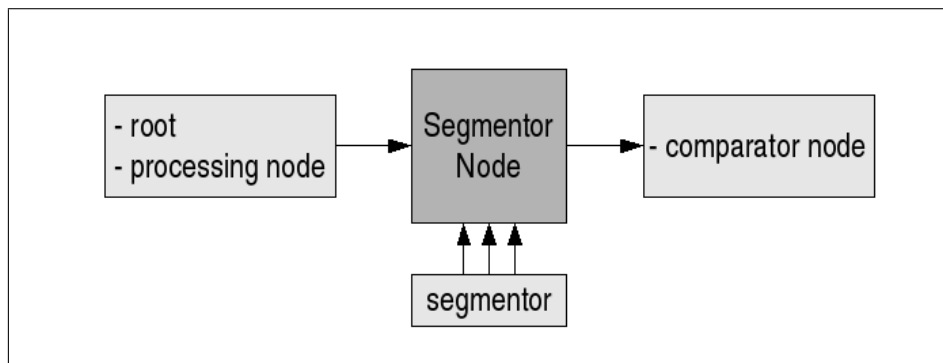 - root
- processing node
Segmentor
Node
- comparator node
segmentor